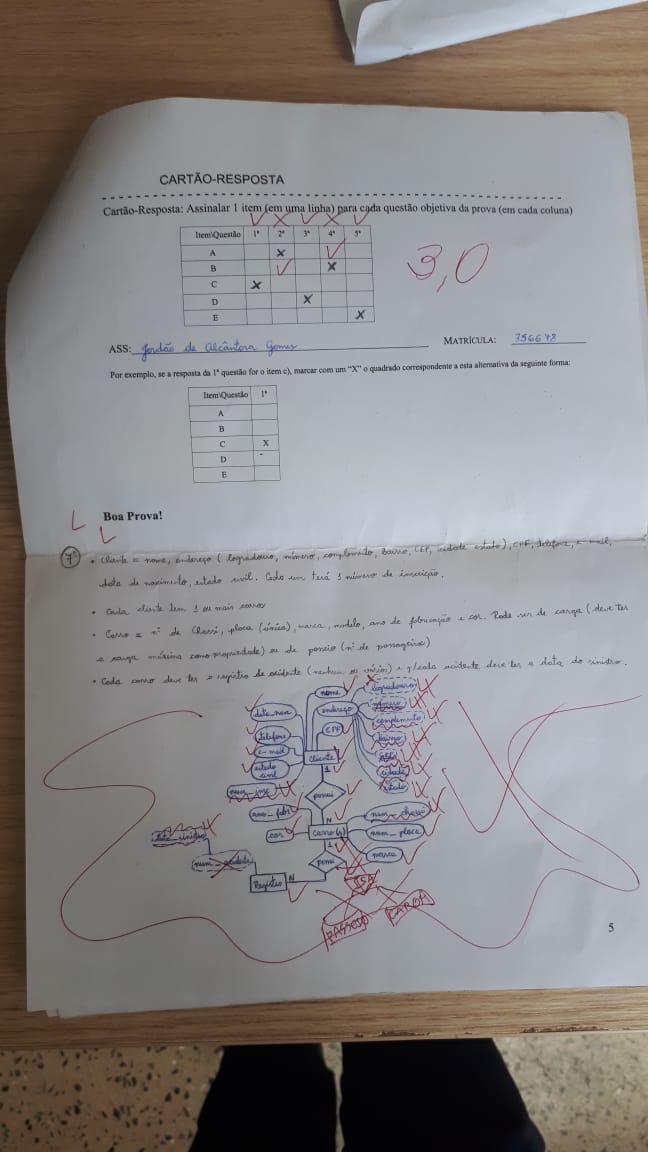 CARTÃO-RESPOSTA
Cartão-Resposta: Assinalar 1 item (em uma linha) para cada questão objetiva da prova (em cada coluna)
Item\Questão 1ª 2ª 3ª 4ª 5ª
A X
B X
C X
D X
E X
3,0
ASS: Jordão de Alcântara Gomes MATRÍCULA: 356648
Por exemplo, se a resposta da 1ª questão for o item c), marcar com um "X" o quadrado correspondente a esta alternativa da seguinte forma:
Item\Questão 1ª
A
B
C X
D
E
Boa Prova!
7ª • Cliente = nome, endereço (logradouro, número, complemento, bairro, CEP, cidade estado), CPF, telefone, e-mail,
data de nascimento, estado civil. Cada um terá 1 número de inscrição.
• Cada cliente tem 1 ou mais carros
• Carro = nº de Chassi, placa (única), marca, modelo, ano de fabricação e cor. Pode ser de carga (deve ter
a carga máxima como propriedade) ou de passeio (nº de passageiros)
• Cada carro deve ter o registro de acidente (nenhum ou vários) e p/cada acidente deve ter a data do sinistro.
nome logradouro
data_nasc endereço número
telefone CPF complemento
e-mail bairro
estado civil Cliente cidade
1 estado
possui
ano_fabri N num_chassi
cor Carro(s) num_placa
1 marca
possui
Registro N ISA
PASSEIO CARGA
5